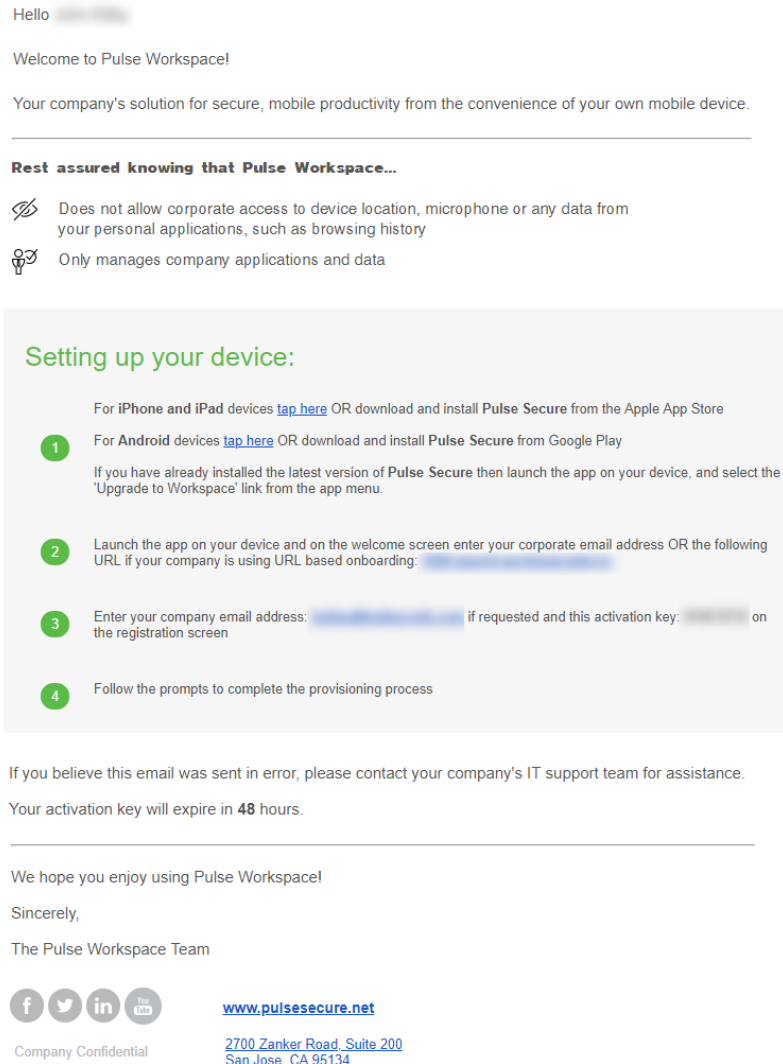 Hello
Welcome to Pulse Workspace!
Your company's solution for secure, mobile productivity from the convenience of your own mobile device.
Rest assured knowing that Pulse Workspace...
Does not allow corporate access to device location, microphone or any data from
your personal applications, such as browsing history
Only manages company applications and data
Setting up your device:
For iPhone and iPad devices tap here OR download and install Pulse Secure from the Apple App Store
1
For Android devices tap here OR download and install Pulse Secure from Google Play
If you have already installed the latest version of Pulse Secure then launch the app on your device, and select the
'Upgrade to Workspace' link from the app menu.
2
Launch the app on your device and on the welcome screen enter your corporate email address OR the following
URL if your company is using URL based onboarding:
3
Enter your company email address: if requested and this activation key: on
the registration screen
4
Follow the prompts to complete the provisioning process
If you believe this email was sent in error, please contact your company's IT support team for assistance.
Your activation key will expire in 48 hours.
We hope you enjoy using Pulse Workspace!
Sincerely,
The Pulse Workspace Team
f in You Tube
www.pulsesecure.net
Company Confidential
2700 Zanker Road, Suite 200
San Jose, CA 95134